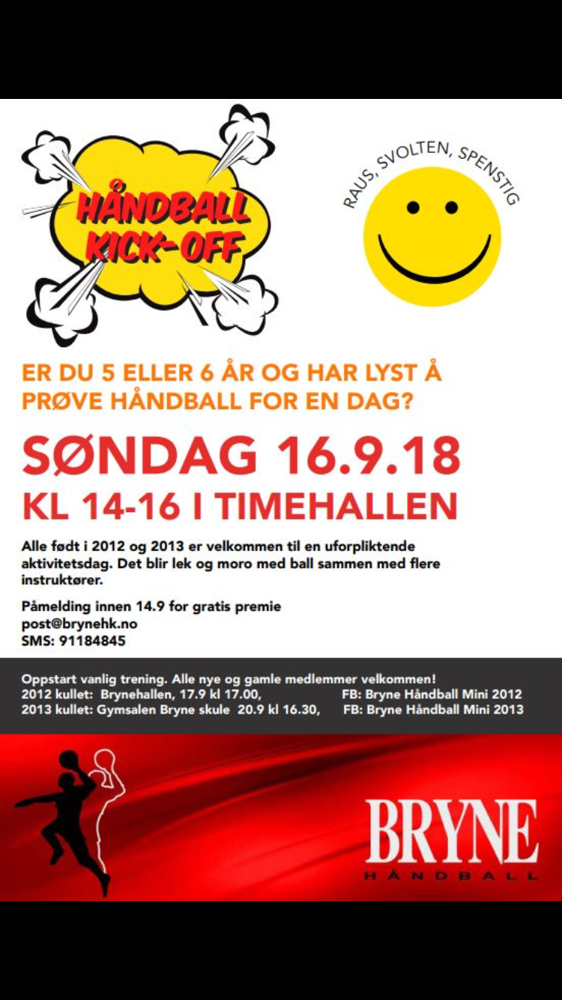 HÅNDBALL
KICK-OFF
RAUS, SVOLTEN, SPENSTIG
ER DU 5 ELLER 6 ÅR OG HAR LYST Å
PRØVE HÅNDBALL FOR EN DAG?
SØNDAG 16.9.18
KL 14-16 I TIMEHALLEN
Alle født i 2012 og 2013 er velkommen til en uforpliktende
aktivitetsdag. Det blir lek og moro med ball sammen med flere
instruktører.
Påmelding innen 14.9 for gratis premie
post@brynehk.no
SMS: 91184845
Oppstart vanlig trening. Alle nye og gamle medlemmer velkommen!
2012 kullet: Brynehallen, 17.9 kl 17.00, FB: Bryne Håndball Mini 2012
2013 kullet: Gymsalen Bryne skule 20.9 kl 16.30, FB: Bryne Håndball Mini 2013
BRYNE
HÅNDBALL